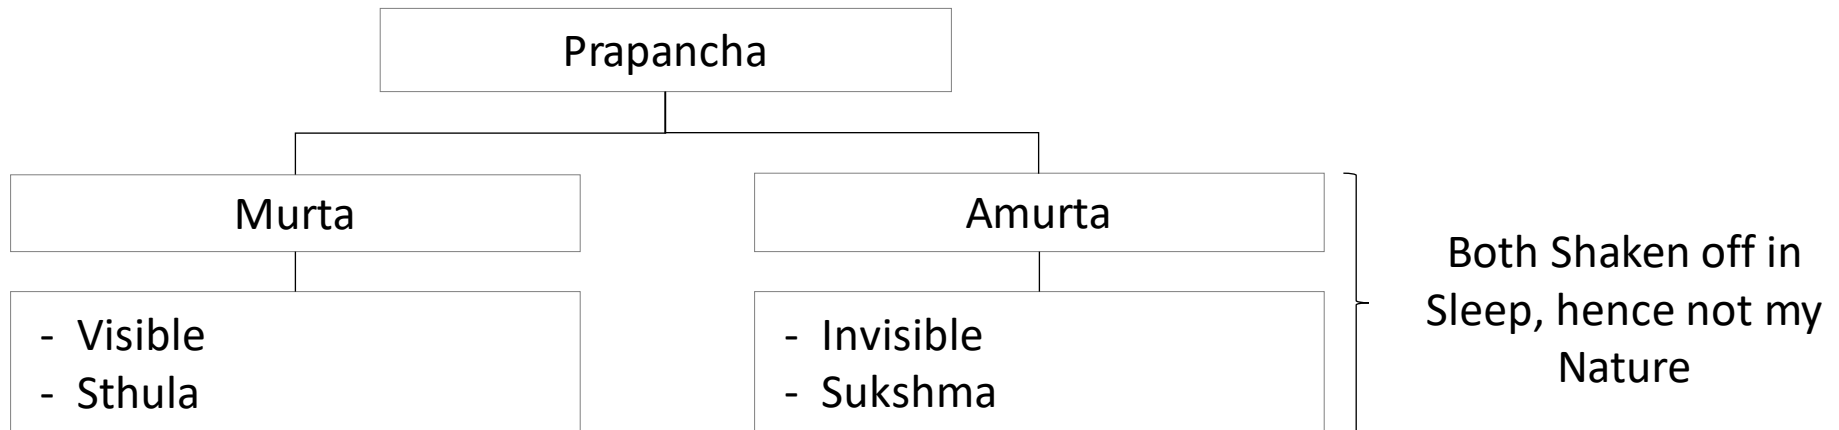 Prapancha
Murta
Amurta
- Visible
- Sthula
- Invisible
- Sukshma
Both Shaken off in
Sleep, hence not my
Nature